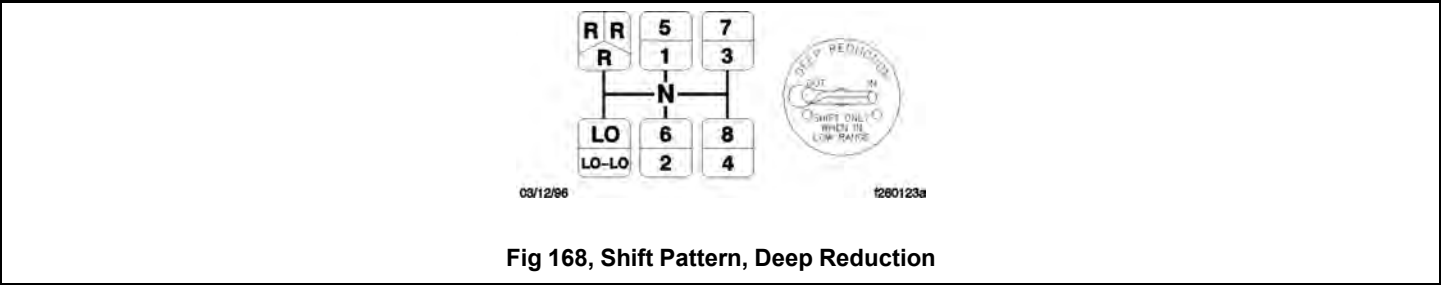 R R 5 7
R 1 3
N
LO 6 8
LO-LO 2 4
DEEP REDUCTION
OUT IN
SHIFT ONLY
WHEN IN
LOW RANGE
03/12/96 f260123a
Fig 168, Shift Pattern, Deep Reduction